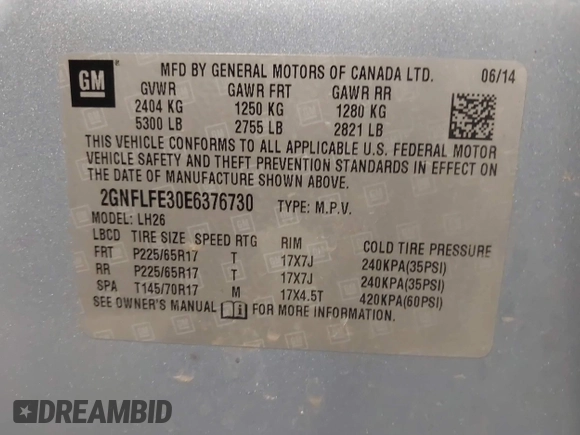 GM
MFD BY GENERAL MOTORS OF CANADA LTD. 06/14
GVWR GAWR FRT GAWR RR
2404 KG 1250 KG 1280 KG
5300 LB 2755 LB 2821 LB
THIS VEHICLE CONFORMS TO ALL APPLICABLE U.S. FEDERAL MOTOR
VEHICLE SAFETY AND THEFT PREVENTION STANDARDS IN EFFECT ON
THE DATE OF MANUFACTURE SHOWN ABOVE.
2GNFLFE30E6376730 TYPE: M.P.V.
MODEL: LH26
LBCD TIRE SIZE SPEED RTG RIM COLD TIRE PRESSURE
FRT P225/65R17 T 17X7J 240KPA(35PSI)
RR P225/65R17 T 17X7J 240KPA(35PSI)
SPA T145/70R17 M 17X4.5T 420KPA(60PSI)
SEE OWNER'S MANUAL i FOR MORE INFORMATION.
DREAMBID